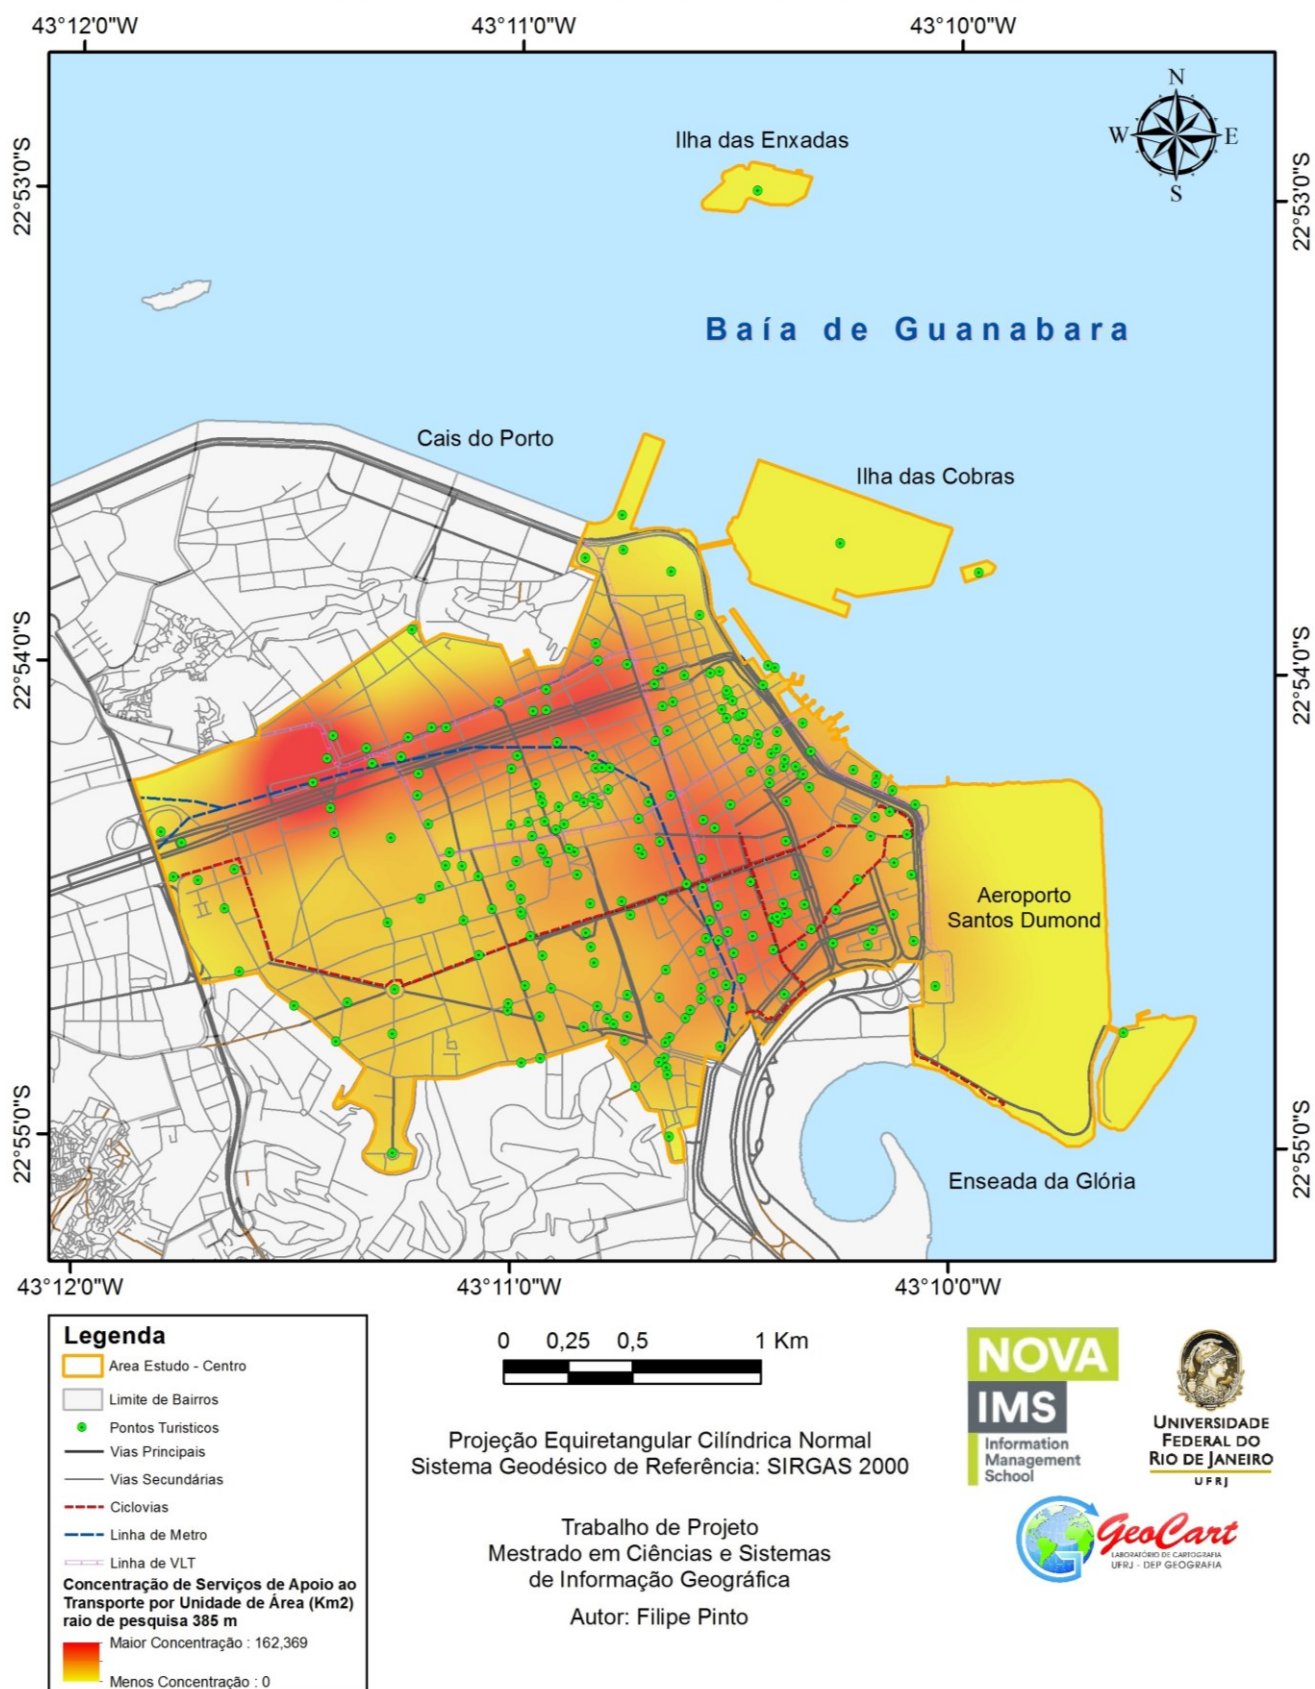 43°12'0"W 43°11'0"W 43°10'0"W
N
W E
S
Ilha das Enxadas
22°53'0"S 22°53'0"S
Baía de Guanabara
Cais do Porto
Ilha das Cobras
22°54'0"S 22°54'0"S
Aeroporto
Santos Dumond
22°55'0"S 22°55'0"S
Enseada da Glória
43°12'0"W 43°11'0"W 43°10'0"W
Legenda
Area Estudo - Centro
Limite de Bairros
Pontos Turisticos
Vias Principais
Vias Secundárias
Ciclovias
Linha de Metro
Linha de VLT
Concentração de Serviços de Apoio ao
Transporte por Unidade de Área (Km2)
raio de pesquisa 385 m
Maior Concentração : 162,369
Menos Concentração : 0
0 0,25 0,5 1 Km
Projeção Equiretangular Cilíndrica Normal
Sistema Geodésico de Referência: SIRGAS 2000
Trabalho de Projeto
Mestrado em Ciências e Sistemas
de Informação Geográfica
Autor: Filipe Pinto
NOVA
IMS
Information
Management
School
UNIVERSIDADE
FEDERAL DO
RIO DE JANEIRO
UFRJ
GeoCart
LABORATÓRIO DE CARTOGRAFIA
UFRJ - DEP GEOGRAFIA